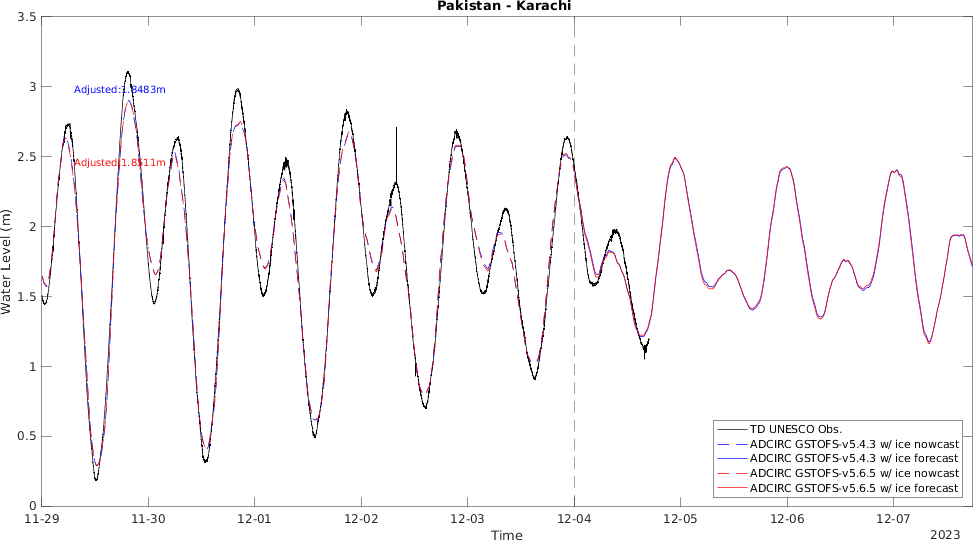 Pakistan - Karachi
3.5
3
2.5
2
1.5
1
0.5
0
Water Level (m)
Adjusted:1.8483m
Adjusted:1.8511m
11-29 11-30 12-01 12-02 12-03 12-04 12-05 12-06 12-07
Time
2023
TD UNESCO Obs.
ADCIRC GSTOFS-v5.4.3 w/ ice nowcast
ADCIRC GSTOFS-v5.4.3 w/ ice forecast
ADCIRC GSTOFS-v5.6.5 w/ ice nowcast
ADCIRC GSTOFS-v5.6.5 w/ ice forecast